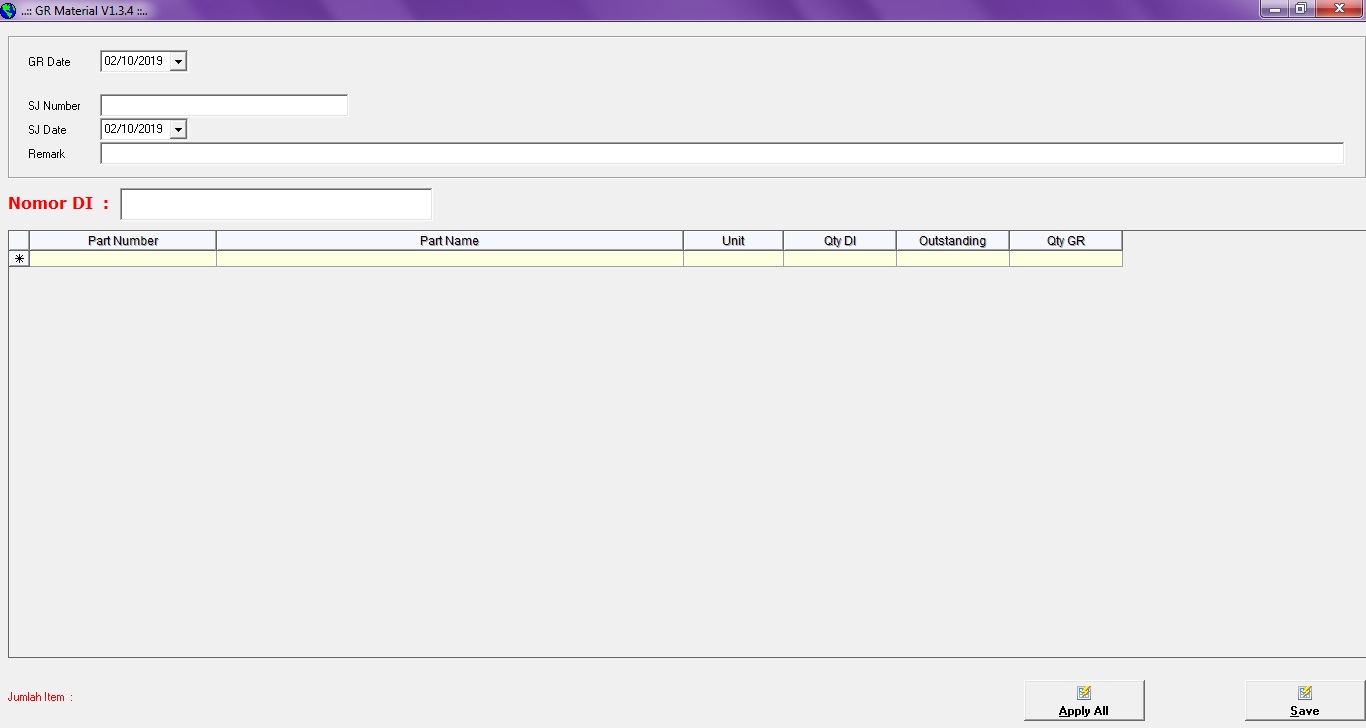 ..:: GR Material V1.3.4 ::..
GR Date 02/10/2019
SJ Number
SJ Date 02/10/2019
Remark
Nomor DI :
Part Number Part Name Unit Qty DI Outstanding Qty GR
Jumlah Item :
Apply All Save